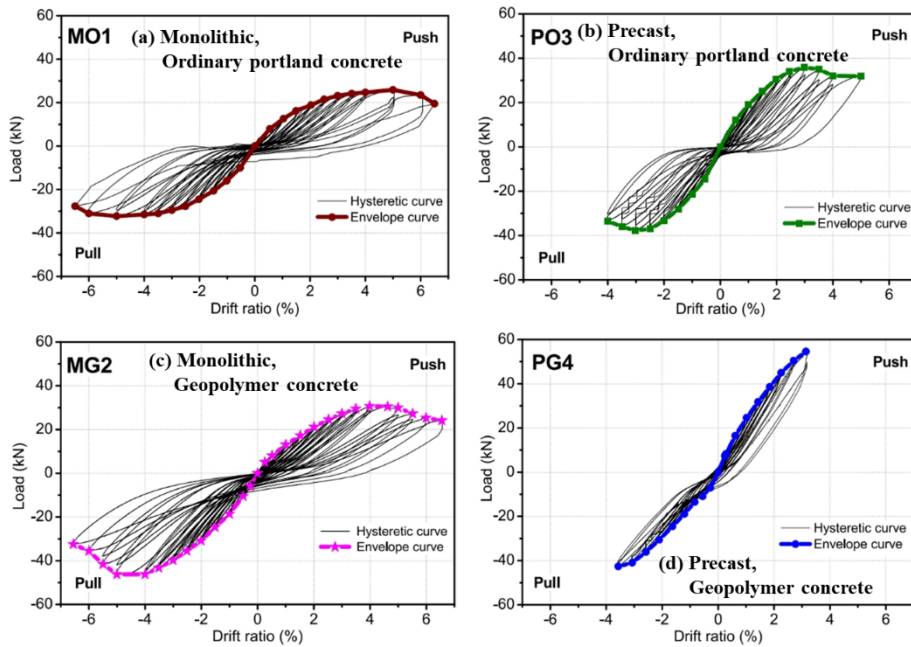 MO1
(a) Monolithic,
Ordinary portland concrete
Push
Load (kN)
60
40
20
0
-20
-40
-60
Hysteretic curve
Envelope curve
Pull
-6 -4 -2 0 2 4 6
Drift ratio (%)
PO3
(b) Precast,
Ordinary portland concrete
Push
Load (kN)
60
40
20
0
-20
-40
-60
Hysteretic curve
Envelope curve
Pull
-6 -4 -2 0 2 4 6
Drift ratio (%)
MG2
(c) Monolithic,
Geopolymer concrete
Push
Load (kN)
60
40
20
0
-20
-40
-60
Hysteretic curve
Envelope curve
Pull
-6 -4 -2 0 2 4 6
Drift ratio (%)
PG4
Push
Load (kN)
60
40
20
0
-20
-40
-60
Hysteretic curve
Envelope curve
(d) Precast,
Geopolymer concrete
Pull
-6 -4 -2 0 2 4 6
Drift ratio (%)